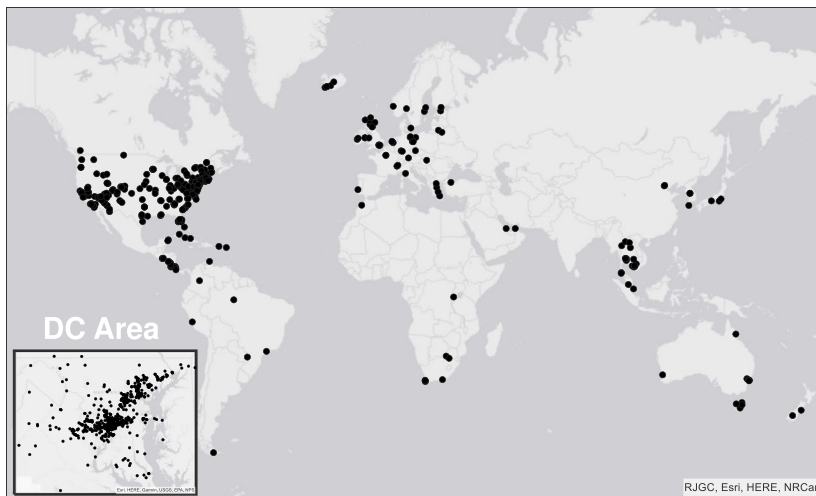 DC Area
Esri, HERE, Garmin, USGS, EPA, NPS
RJGC, Esri, HERE, NRCan